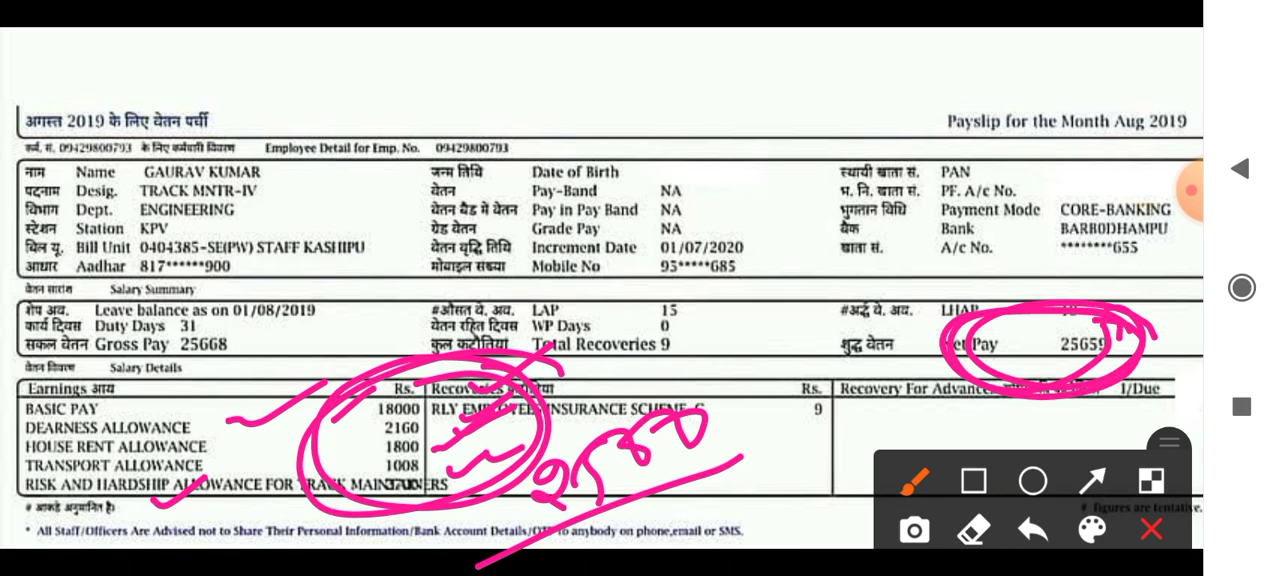 अगस्त 2019 के लिए वेतन पर्ची Payslip for the Month Aug 2019
कर्म. सं. 09429800793 के लिए कर्मचारी विवरण Employee Detail for Emp. No. 09429800793
नाम Name GAURAV KUMAR जन्म तिथि Date of Birth स्थायी खाता सं. PAN
पदनाम Desig. TRACK MNTR-IV वेतन Pay-Band NA भ. नि. खाता सं. PF. A/c No.
विभाग Dept. ENGINEERING वेतन बैंड में वेतन Pay in Pay Band NA भुगतान विधि Payment Mode CORE-BANKING
स्टेशन Station KPV ग्रेड वेतन Grade Pay NA बैंक Bank BARB0DHAMPU
बिल यू. Bill Unit 0404385-SE(PW) STAFF KASHIPU वेतन वृद्धि तिथि Increment Date 01/07/2020 खाता सं. A/c No. ********655
आधार Aadhar 817******900 मोबाइल संख्या Mobile No 95*****685
वेतन सारांश Salary Summary
शेष अव. Leave balance as on 01/08/2019 #औसत वे. अव. LAP 15 #अर्द्ध वे. अव. LHAP
कार्य दिवस Duty Days 31 वेतन रहित दिवस WP Days 0
सकल वेतन Gross Pay 25668 कुल कटौतियां Total Recoveries 9 शुद्ध वेतन Net Pay 25659
वेतन विवरण Salary Details
Earnings आय Rs. Recoveries Rs. Recovery For Advances I/Due
BASIC PAY 18000 RLY EMPLOYEES INSURANCE SCHEME- 9
DEARNESS ALLOWANCE 2160
HOUSE RENT ALLOWANCE 1800
TRANSPORT ALLOWANCE 1008
RISK AND HARDSHIP ALLOWANCE FOR TRACK MAINTAINERS
# आकड़े अनुमानित है। # figures are tentative.
* All Staff/Officers Are Advised not to Share Their Personal Information/Bank Account Details/OTP to anybody on phone,email or SMS.